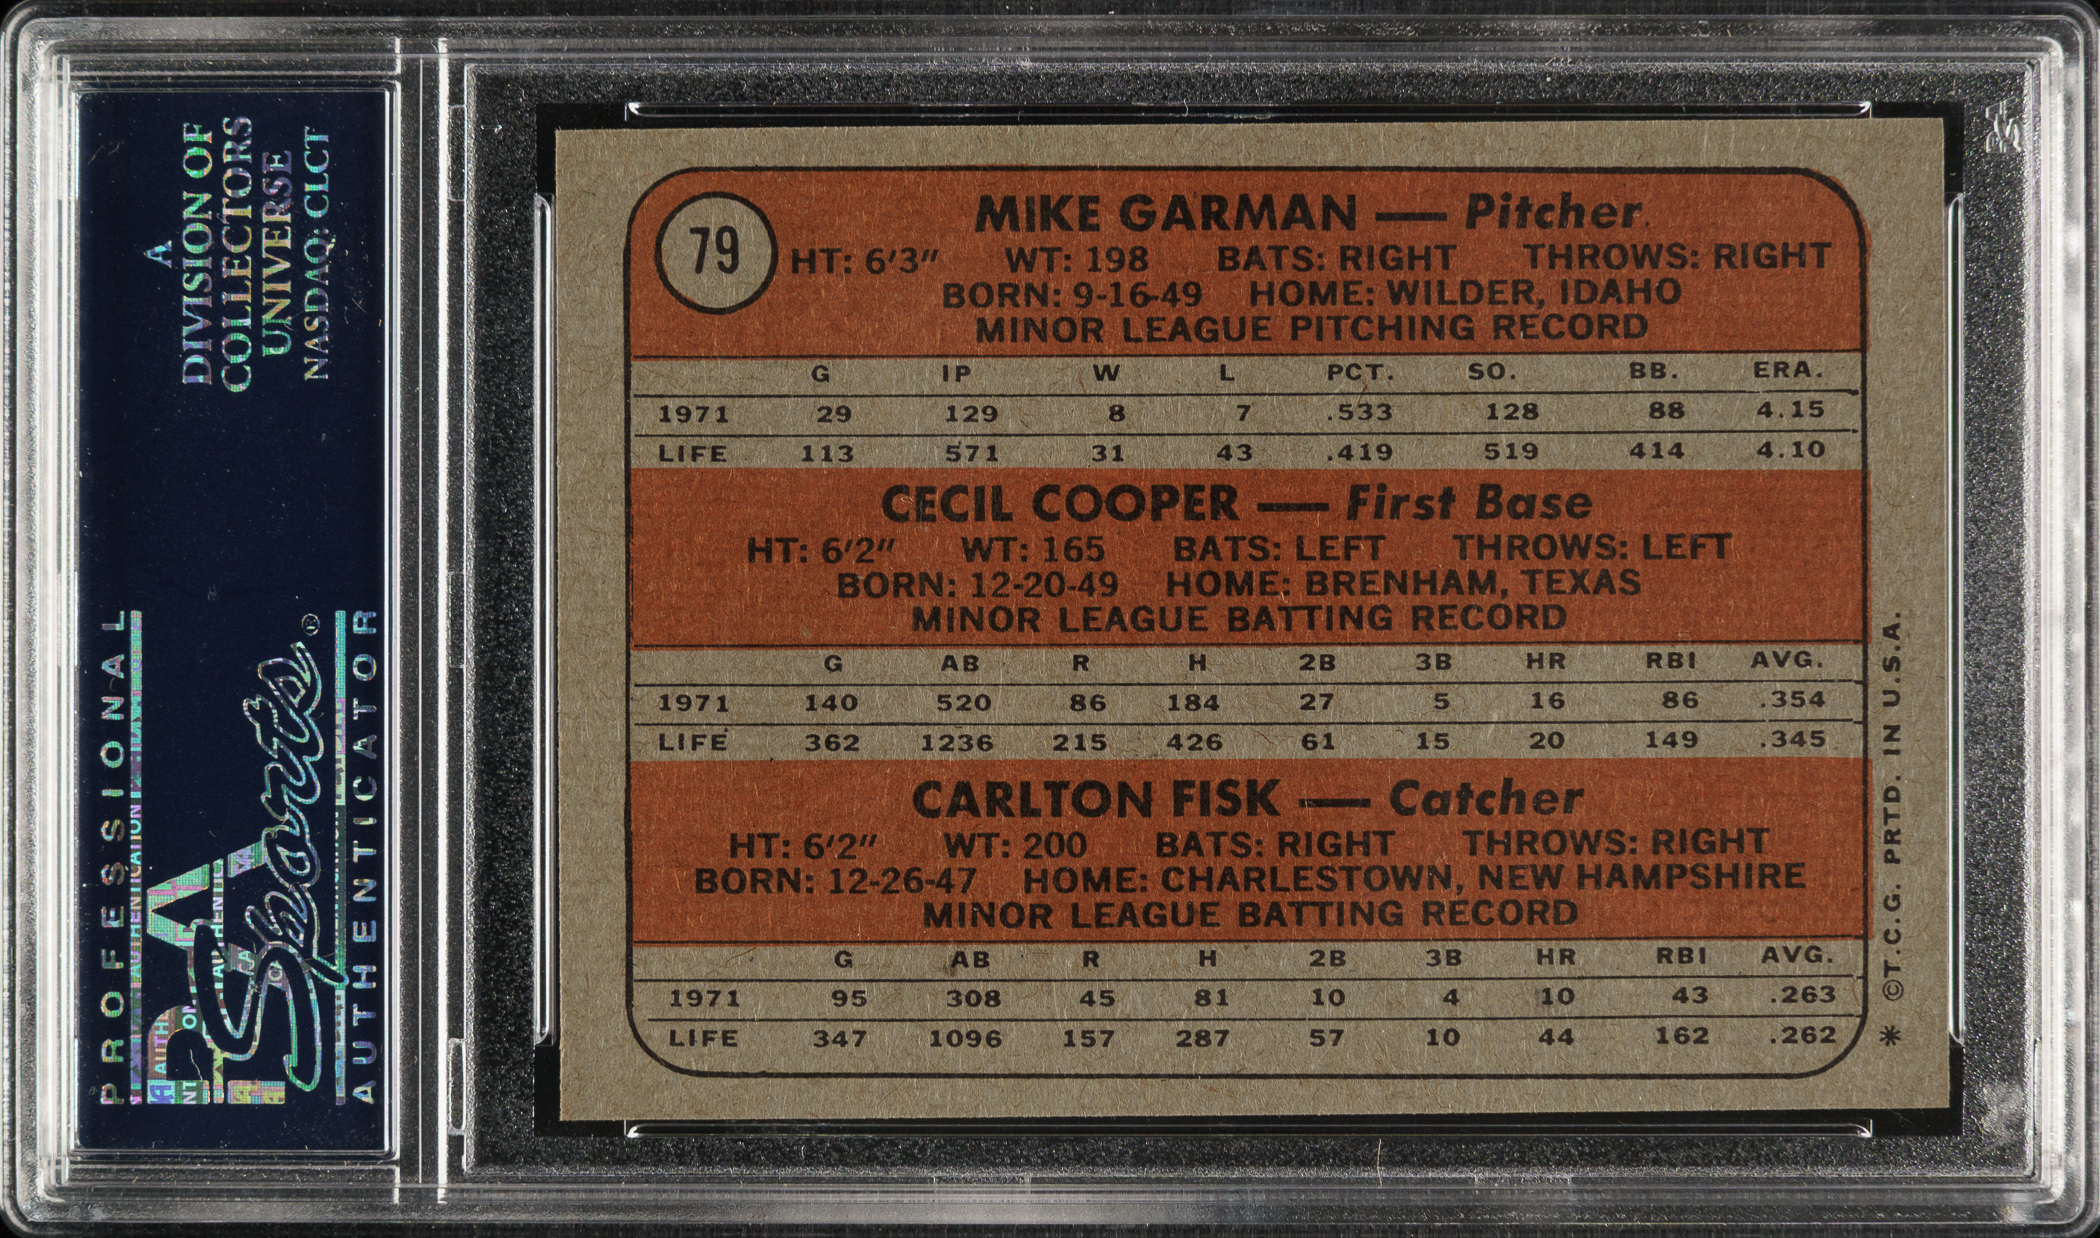 A
DIVISION OF
COLLECTORS
UNIVERSE
NASDAQ: CLCT
PROFESSIONAL
PSA
Sports®
AUTHENTICATOR
79
MIKE GARMAN — Pitcher
HT: 6'3" WT: 198 BATS: RIGHT THROWS: RIGHT
BORN: 9-16-49 HOME: WILDER, IDAHO
MINOR LEAGUE PITCHING RECORD
G IP W L PCT. SO. BB. ERA.
1971 29 129 8 7 .533 128 88 4.15
LIFE 113 571 31 43 .419 519 414 4.10
CECIL COOPER — First Base
HT: 6'2" WT: 165 BATS: LEFT THROWS: LEFT
BORN: 12-20-49 HOME: BRENHAM, TEXAS
MINOR LEAGUE BATTING RECORD
G AB R H 2B 3B HR RBI AVG.
1971 140 520 86 184 27 5 16 86 .354
LIFE 362 1236 215 426 61 15 20 149 .345
CARLTON FISK — Catcher
HT: 6'2" WT: 200 BATS: RIGHT THROWS: RIGHT
BORN: 12-26-47 HOME: CHARLESTOWN, NEW HAMPSHIRE
MINOR LEAGUE BATTING RECORD
G AB R H 2B 3B HR RBI AVG.
1971 95 308 45 81 10 4 10 43 .263
LIFE 347 1096 157 287 57 10 44 162 .262
* ©T.C.G. PRTD. IN U.S.A.
PSA